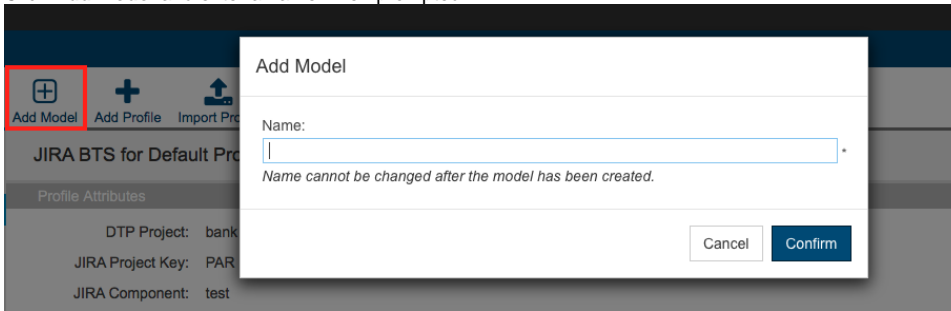 Add Model
Add Model Add Profile Import Pro
Name:
JIRA BTS for Default Pro
*
Name cannot be changed after the model has been created.
Profile Attributes
DTP Project: bank
Cancel Confirm
JIRA Project Key: PAR
JIRA Component: test